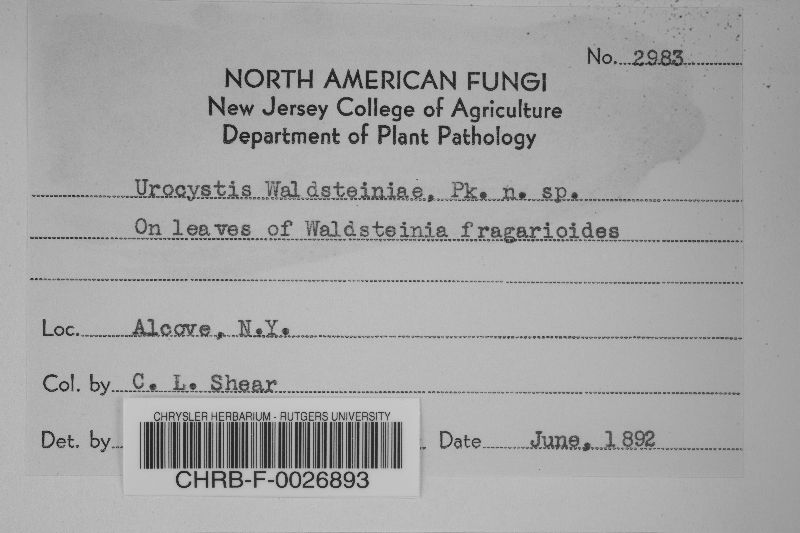 No. 2983
NORTH AMERICAN FUNGI
New Jersey College of Agriculture
Department of Plant Pathology
Urocystis Waldsteiniae, Pk. n. sp.
On leaves of Waldsteinia fragarioides
Loc. Alcove, N.Y.
Col. by C. L. Shear
Det. by Date June, 1892
CHRYSLER HERBARIUM - RUTGERS UNIVERSITY
CHRB-F-0026893